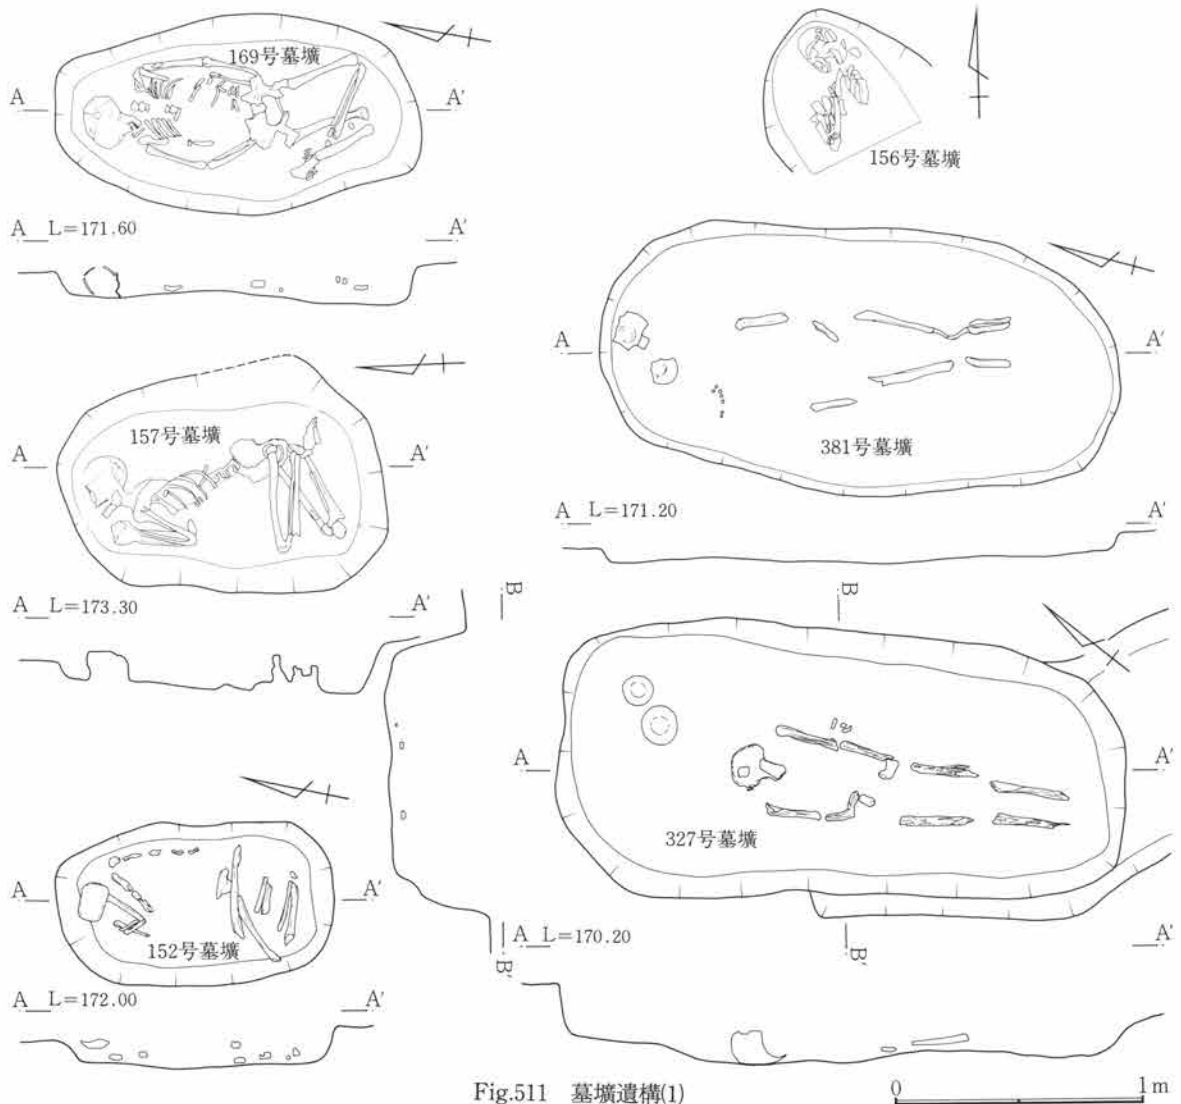 169号墓壙
A A'
A L=171.60 A'
156号墓壙
A A'
381号墓壙
A L=171.20 A'
157号墓壙
A A'
A L=173.30 A'
B B
A A'
327号墓壙
A L=170.20 A'
B' B'
A A'
152号墓壙
A L=172.00 A'
Fig.511 墓壙遺構(1)
0 1m